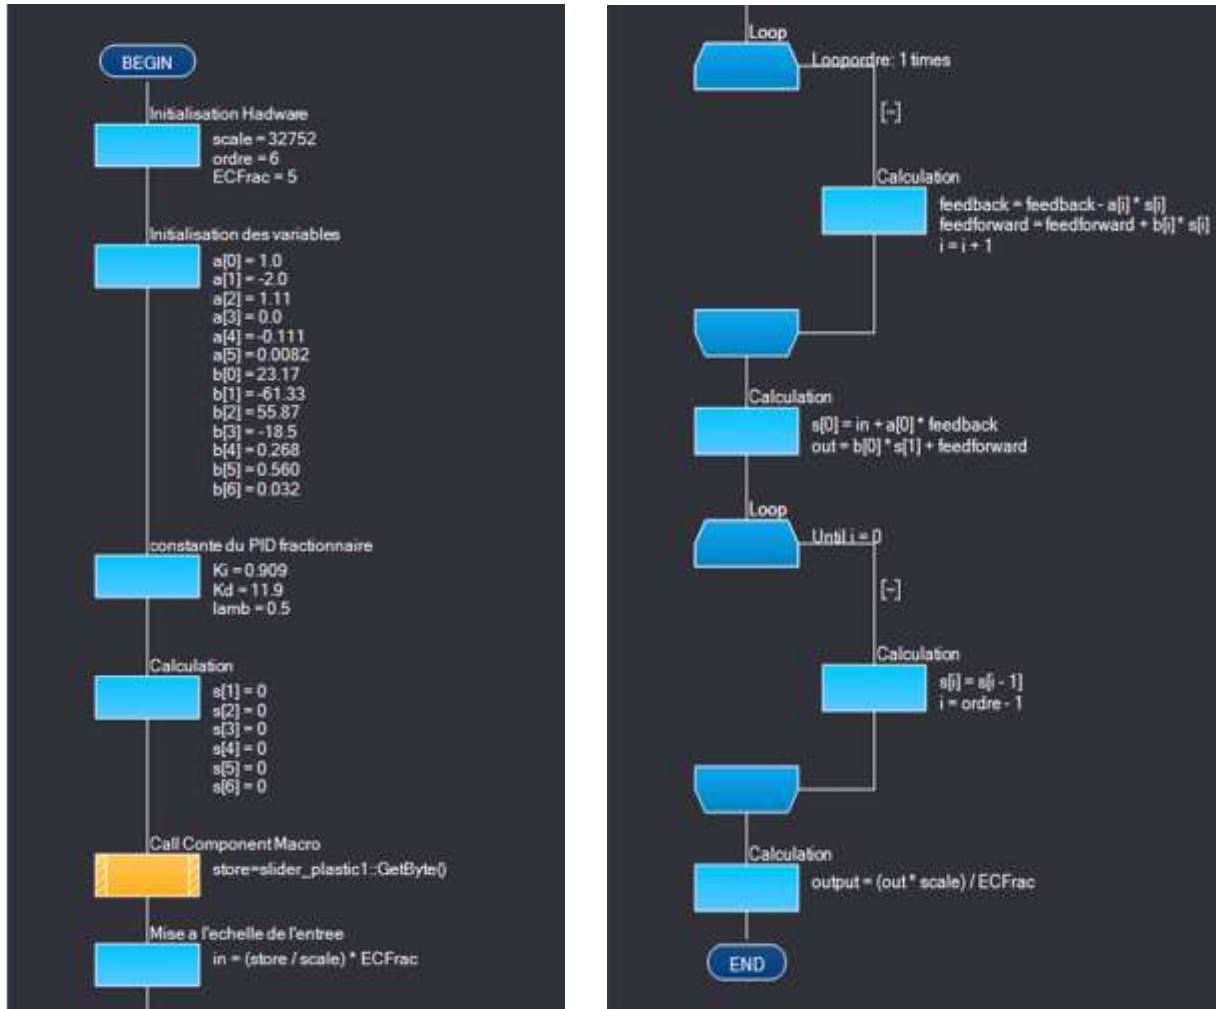 BEGIN
Initialisation Hadware
scale = 32752
ordre = 6
ECFrac = 5
Initialisation des variables
a[0] = 1.0
a[1] = -2.0
a[2] = 1.11
a[3] = 0.0
a[4] = -0.111
a[5] = 0.0082
b[0] = 23.17
b[1] = -61.33
b[2] = 55.87
b[3] = -18.5
b[4] = 0.268
b[5] = 0.560
b[6] = 0.032
constante du PID fractionnaire
Ki = 0.909
Kd = 11.9
lamb = 0.5
Calculation
s[1] = 0
s[2] = 0
s[3] = 0
s[4] = 0
s[5] = 0
s[6] = 0
Call Component Macro
store=slider_plastic1::GetByte()
Mise a l'echelle de l'entree
in = (store / scale) * ECFrac
Loop
Loopordre: 1 times
[-]
Calculation
feedback = feedback - a[i] * s[i]
feedforward = feedforward + b[i] * s[i]
i = i + 1
Calculation
s[0] = in + a[0] * feedback
out = b[0] * s[1] + feedforward
Loop
Until i = 0
[-]
Calculation
s[i] = s[i - 1]
i = ordre - 1
Calculation
output = (out * scale) / ECFrac
END